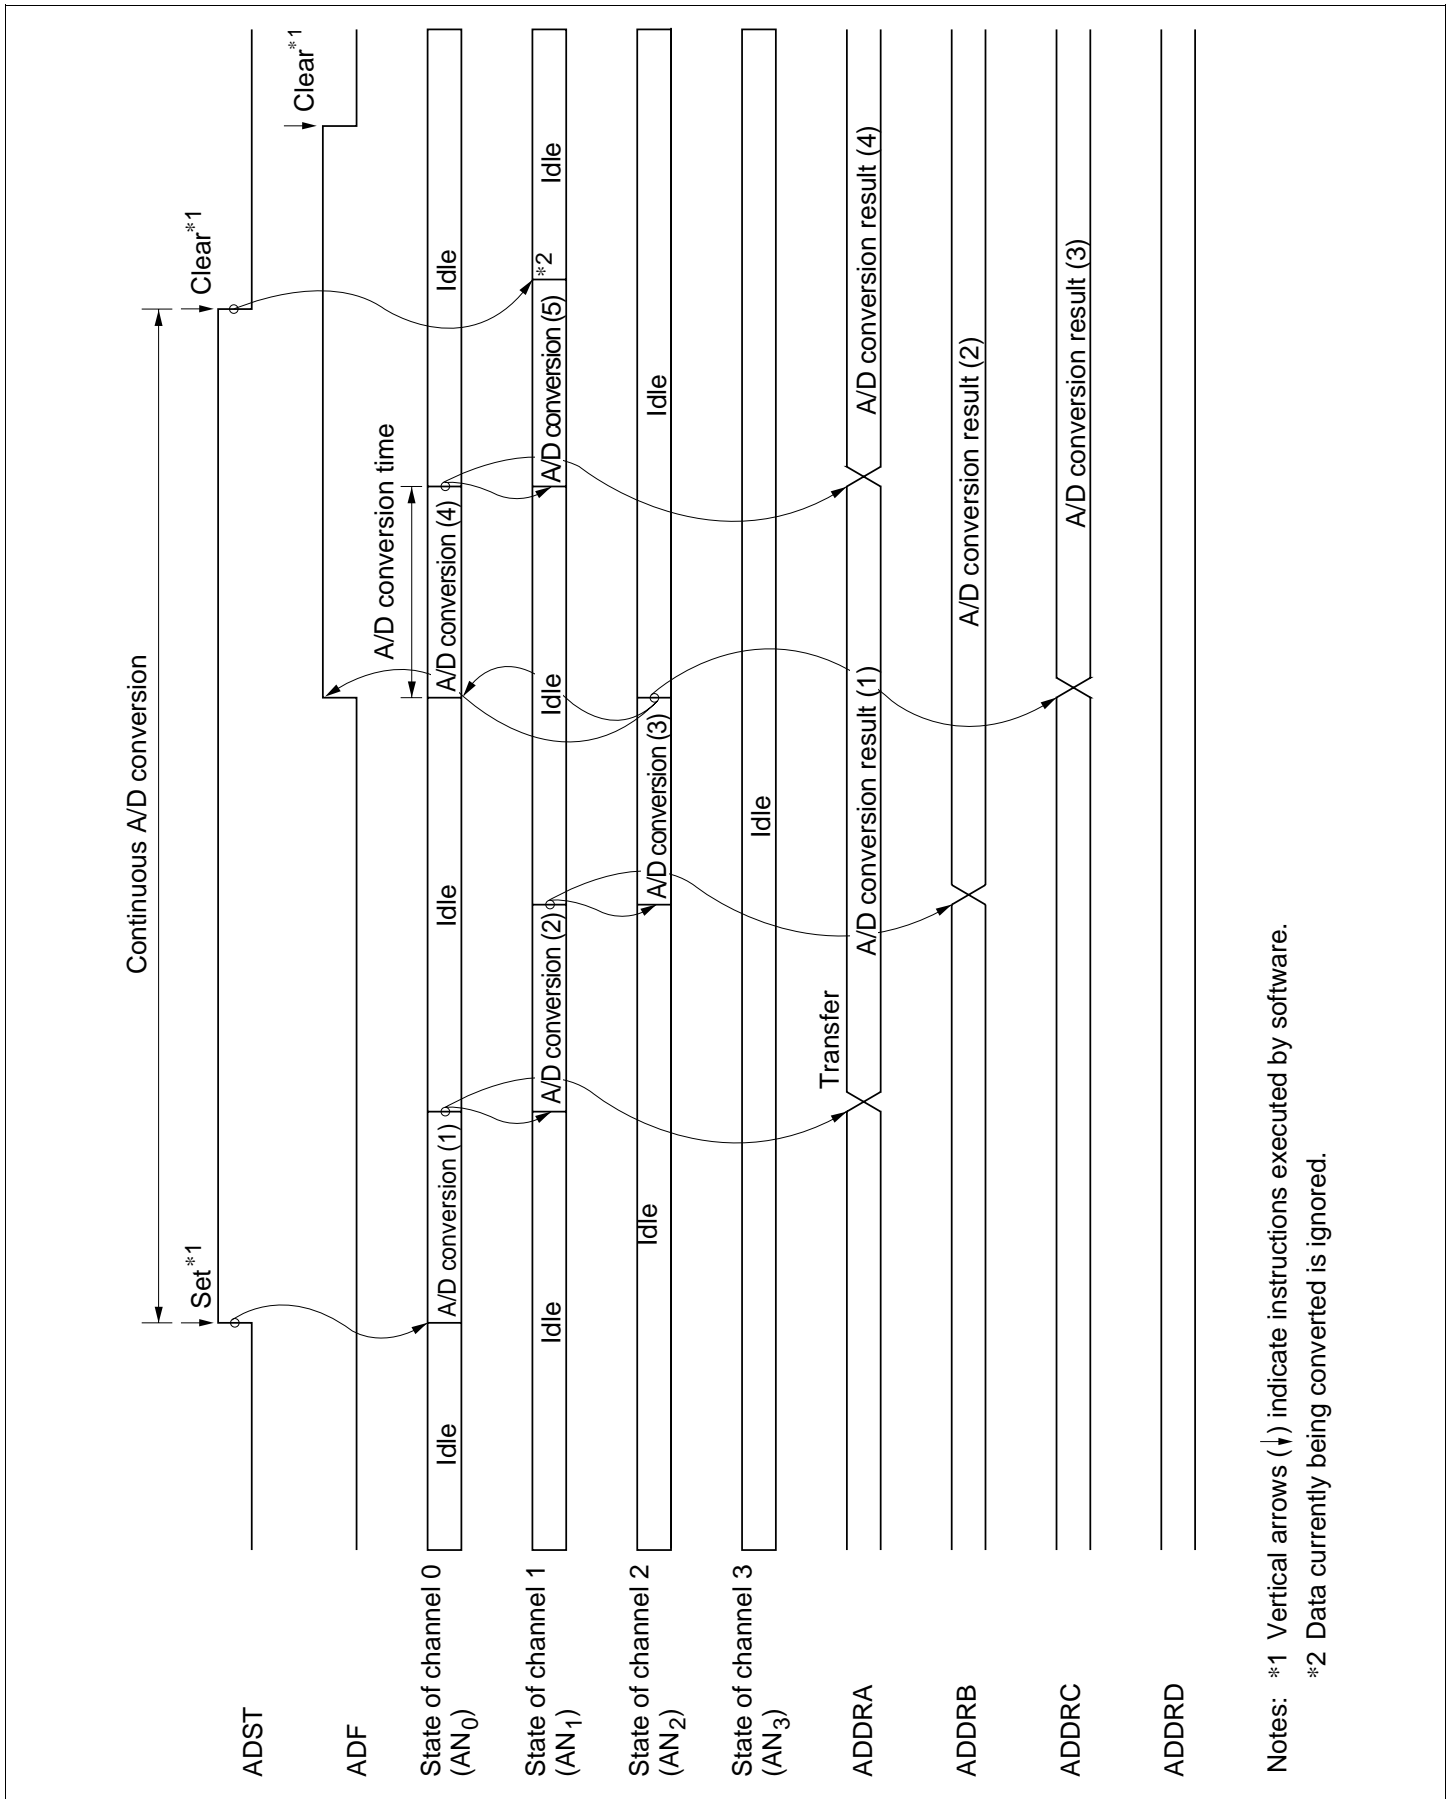 Continuous A/D conversion
Set*1
Clear*1
ADST
Clear*1
ADF
A/D conversion time
State of channel 0
(AN0)
Idle
A/D conversion (1)
Idle
A/D conversion (4)
Idle
State of channel 1
(AN1)
Idle
A/D conversion (2)
Idle
A/D conversion (5)
*2
Idle
State of channel 2
(AN2)
Idle
A/D conversion (3)
Idle
State of channel 3
(AN3)
Idle
Transfer
ADDRA
A/D conversion result (1)
A/D conversion result (4)
ADDRB
A/D conversion result (2)
ADDRC
A/D conversion result (3)
ADDRD
Notes: *1 Vertical arrows (↓) indicate instructions executed by software.
*2 Data currently being converted is ignored.